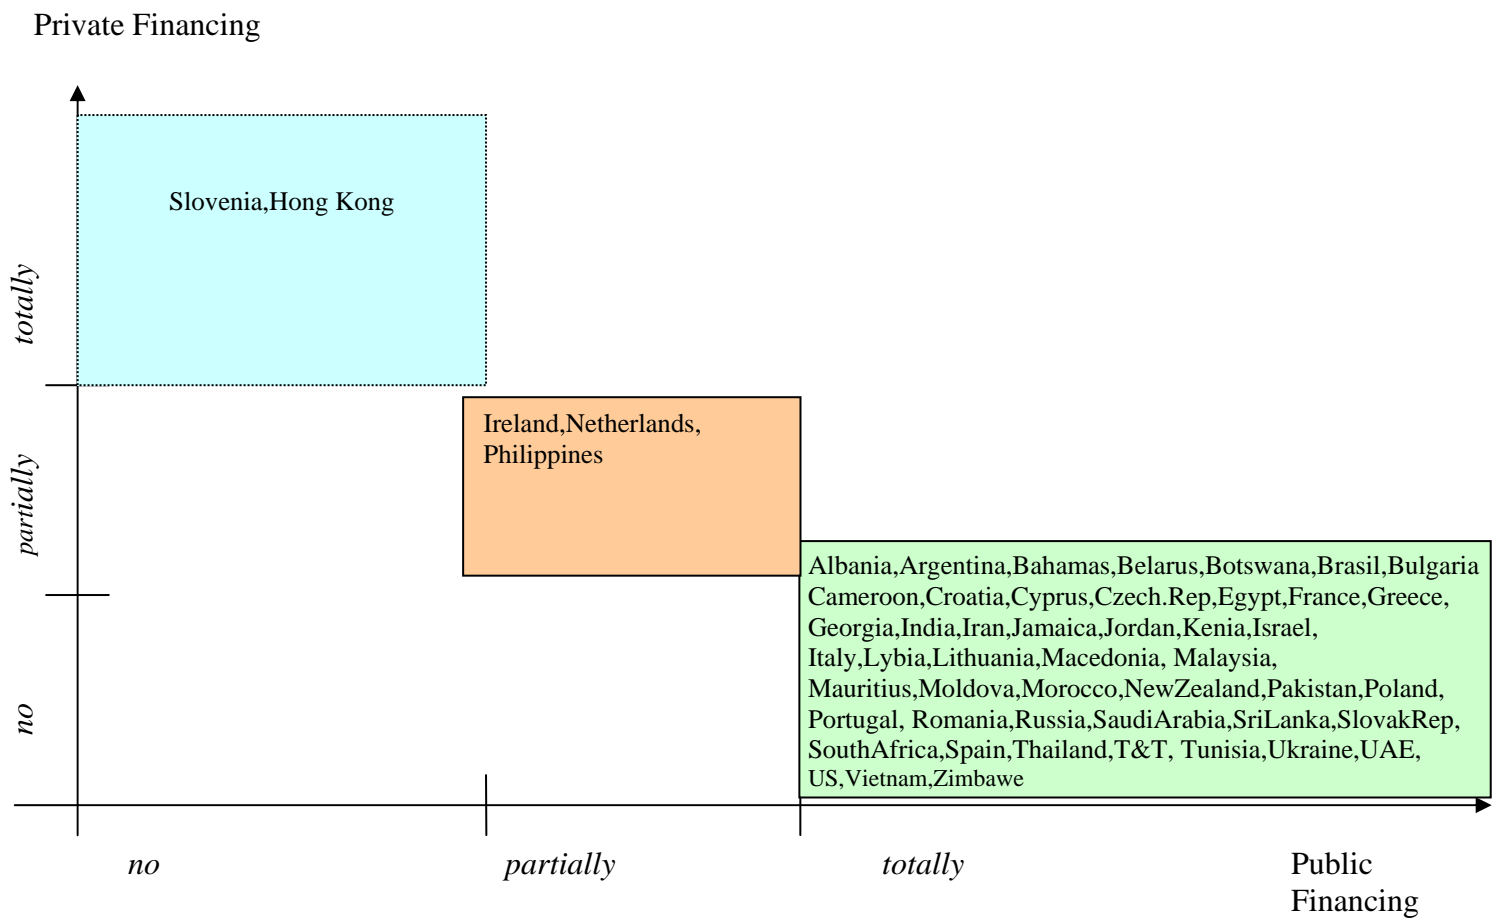 Private Financing
Slovenia,Hong Kong
totally
Ireland,Netherlands,
Philippines
partially
Albania,Argentina,Bahamas,Belarus,Botswana,Brasil,Bulgaria
Cameroon,Croatia,Cyprus,Czech.Rep,Egypt,France,Greece,
Georgia,India,Iran,Jamaica,Jordan,Kenia,Israel,
Italy,Lybia,Lithuania,Macedonia, Malaysia,
Mauritius,Moldova,Morocco,NewZealand,Pakistan,Poland,
Portugal, Romania,Russia,SaudiArabia,SriLanka,SlovakRep,
SouthAfrica,Spain,Thailand,T&T, Tunisia,Ukraine,UAE,
US,Vietnam,Zimbawe
no
no
partially
totally
Public
Financing